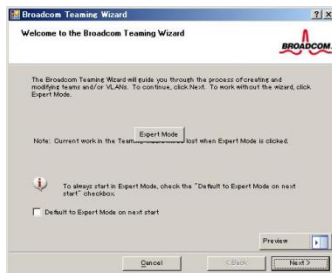 Broadcom Teaming Wizard
Welcome to the Broadcom Teaming Wizard
BROADCOM.
The Broadcom Teaming Wizard will guide you through the process of creating and
modifying teams and/or VLANs. To continue, click Next. To work without the wizard, click
Expert Mode.
Expert Mode
Note: Current work in the Teaming lost when Expert Mode is clicked.
To always start in Expert Mode, check the "Default to Expert Mode on next
start" checkbox.
Default to Expert Mode on next start
Preview
Cancel
< Back
Next >